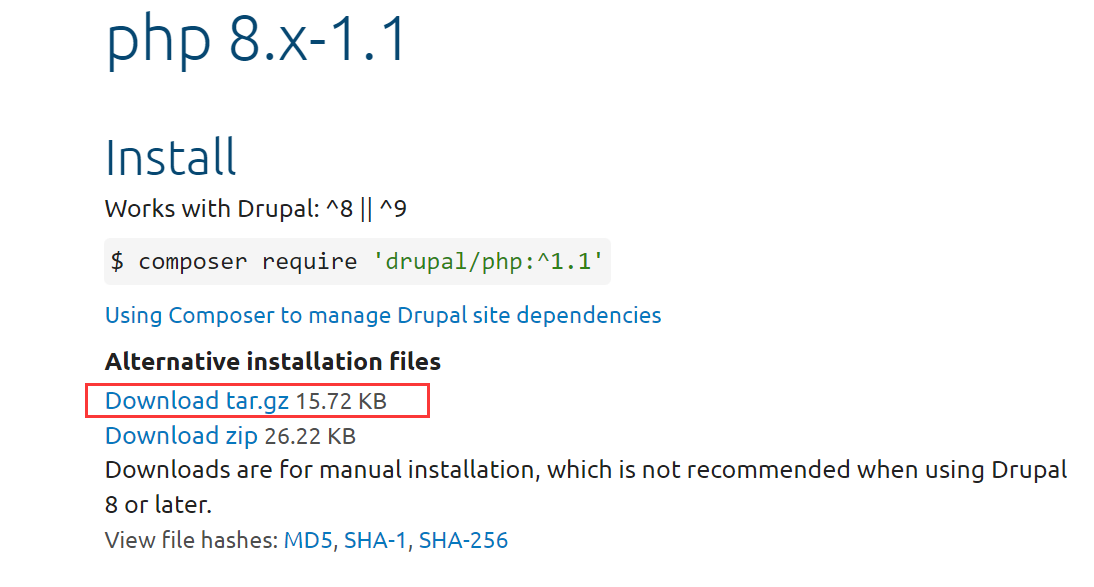 php 8.x-1.1
Install
Works with Drupal: ^8 || ^9
$ composer require 'drupal/php:^1.1'
Using Composer to manage Drupal site dependencies
Alternative installation files
Download tar.gz 15.72 KB
Download zip 26.22 KB
Downloads are for manual installation, which is not recommended when using Drupal
8 or later.
View file hashes: MD5, SHA-1, SHA-256